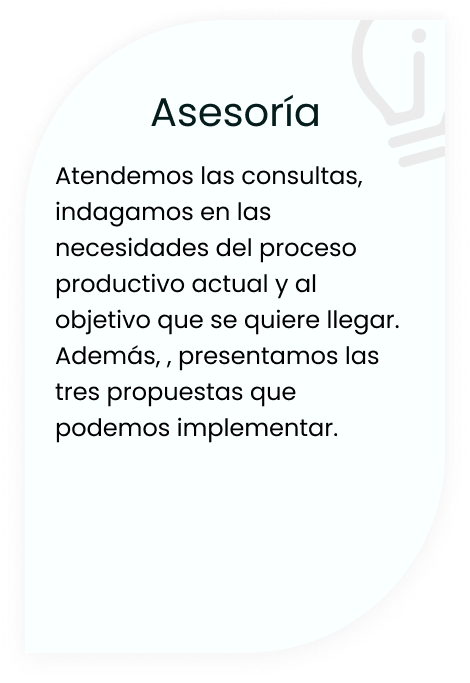 Asesoría
Atendemos las consultas,
indagamos en las
necesidades del proceso
productivo actual y al
objetivo que se quiere llegar.
Además, , presentamos las
tres propuestas que
podemos implementar.